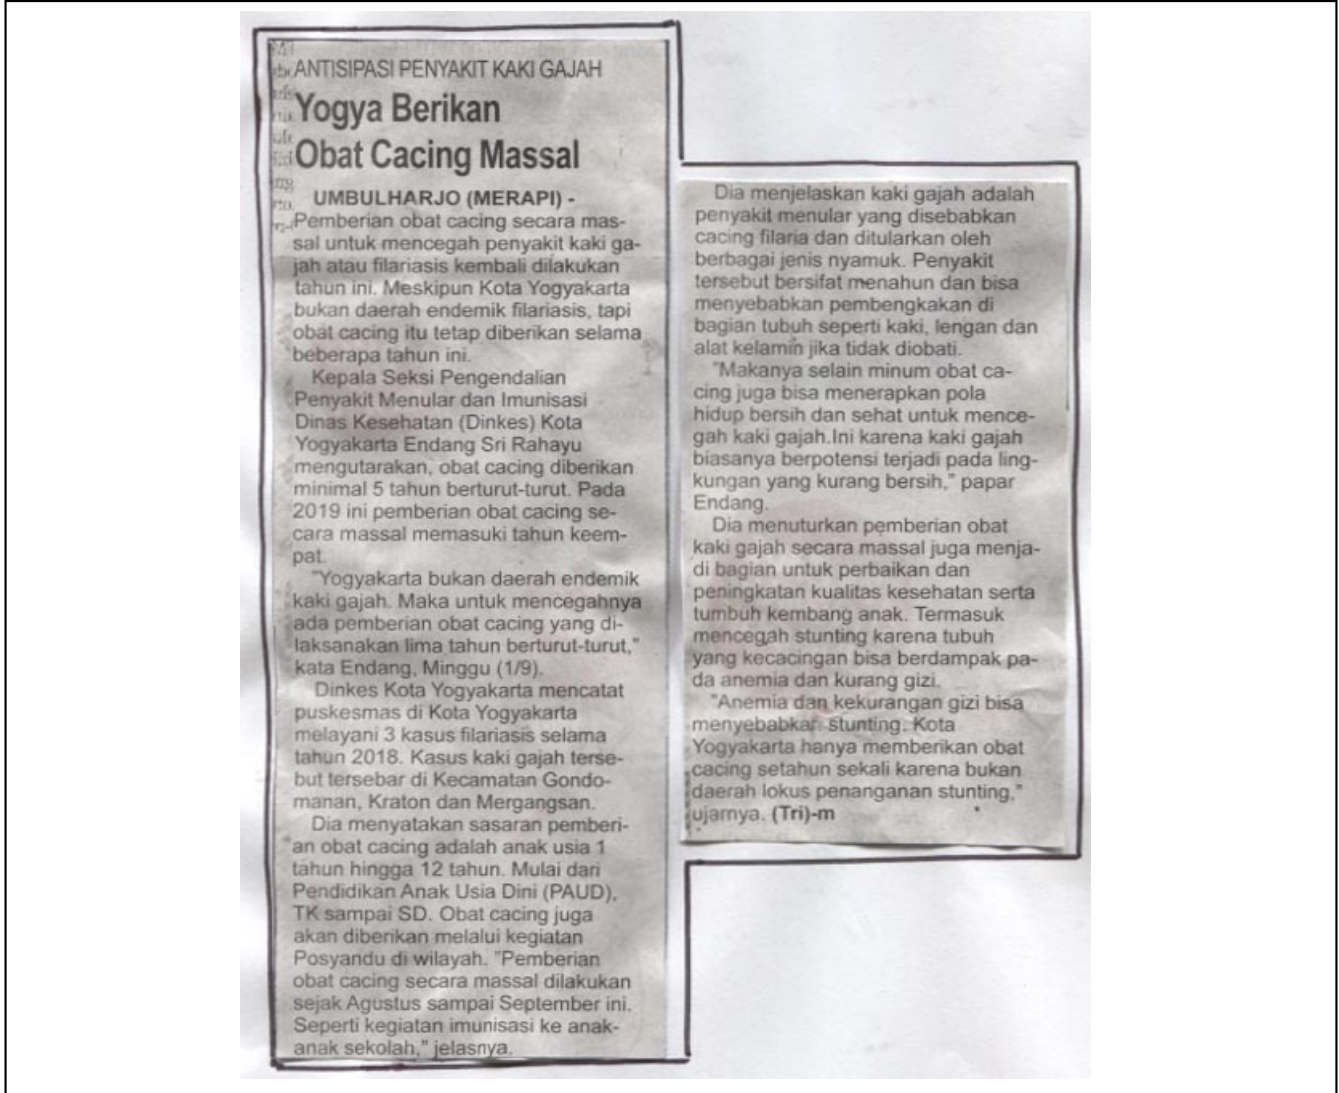 ANTISIPASI PENYAKIT KAKI GAJAH
Yogya Berikan
Obat Cacing Massal
UMBULHARJO (MERAPI) -
Pemberian obat cacing secara mas-
sal untuk mencegah penyakit kaki ga-
jah atau filariasis kembali dilakukan
tahun ini. Meskipun Kota Yogyakarta
bukan daerah endemik filariasis, tapi
obat cacing itu tetap diberikan selama
beberapa tahun ini.
Kepala Seksi Pengendalian
Penyakit Menular dan Imunisasi
Dinas Kesehatan (Dinkes) Kota
Yogyakarta Endang Sri Rahayu
mengutarakan, obat cacing diberikan
minimal 5 tahun berturut-turut. Pada
2019 ini pemberian obat cacing se-
cara massal memasuki tahun keem-
pat.
"Yogyakarta bukan daerah endemik
kaki gajah. Maka untuk mencegahnya
ada pemberian obat cacing yang di-
laksanakan lima tahun berturut-turut,"
kata Endang, Minggu (1/9).
Dinkes Kota Yogyakarta mencatat
puskesmas di Kota Yogyakarta
melayani 3 kasus filariasis selama
tahun 2018. Kasus kaki gajah terse-
but tersebar di Kecamatan Gondo-
manan, Kraton dan Mergangsan.
Dia menyatakan sasaran pemberi-
an obat cacing adalah anak usia 1
tahun hingga 12 tahun. Mulai dari
Pendidikan Anak Usia Dini (PAUD),
TK sampai SD. Obat cacing juga
akan diberikan melalui kegiatan
Posyandu di wilayah. "Pemberian
obat cacing secara massal dilakukan
sejak Agustus sampai September ini.
Seperti kegiatan imunisasi ke anak-
anak sekolah," jelasnya.
Dia menjelaskan kaki gajah adalah
penyakit menular yang disebabkan
cacing filaria dan ditularkan oleh
berbagai jenis nyamuk. Penyakit
tersebut bersifat menahun dan bisa
menyebabkan pembengkakan di
bagian tubuh seperti kaki, lengan dan
alat kelamin jika tidak diobati.
"Makanya selain minum obat ca-
cing juga bisa menerapkan pola
hidup bersih dan sehat untuk mence-
gah kaki gajah.Ini karena kaki gajah
biasanya berpotensi terjadi pada ling-
kungan yang kurang bersih," papar
Endang.
Dia menuturkan pemberian obat
kaki gajah secara massal juga menja-
di bagian untuk perbaikan dan
peningkatan kualitas kesehatan serta
tumbuh kembang anak. Termasuk
mencegah stunting karena tubuh
yang kecacingan bisa berdampak pa-
da anemia dan kurang gizi.
"Anemia dan kekurangan gizi bisa
menyebabkan stunting. Kota
Yogyakarta hanya memberikan obat
cacing setahun sekali karena bukan
daerah lokus penanganan stunting,"
ujarnya. (Tri)-m